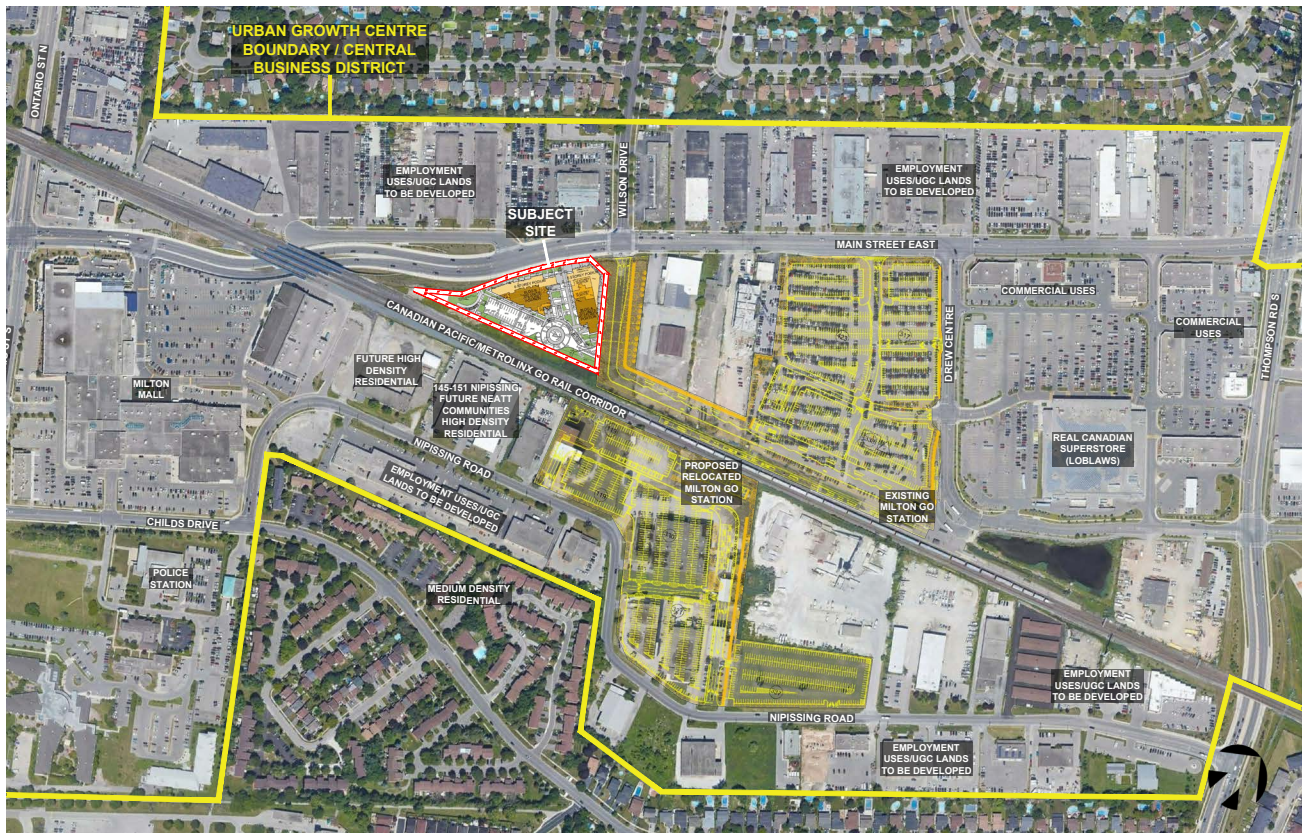 URBAN GROWTH CENTRE
BOUNDARY / CENTRAL
BUSINESS DISTRICT
ONTARIO ST N
WILSON DRIVE
EMPLOYMENT
USES/UGC LANDS
TO BE DEVELOPED
EMPLOYMENT
USES/UGC LANDS
TO BE DEVELOPED
SUBJECT
SITE
MAIN STREET EAST
COMMERCIAL USES
COMMERCIAL
USES
THOMPSON RD S
DREW CENTRE
CANADIAN PACIFIC/METROLINX GO RAIL CORRIDOR
FUTURE HIGH
DENSITY
RESIDENTIAL
MILTON
MALL
145-151 NIPISSING
FUTURE NEATT
COMMUNITIES
HIGH DENSITY
RESIDENTIAL
NIPISSING ROAD
REAL CANADIAN
SUPERSTORE
(LOBLAWS)
PROPOSED
RELOCATED
MILTON GO
STATION
EXISTING
MILTON GO
STATION
EMPLOYMENT USES/UGC
LANDS TO BE DEVELOPED
CHILDS DRIVE
POLICE
STATION
MEDIUM DENSITY
RESIDENTIAL
EMPLOYMENT
USES/UGC LANDS
TO BE DEVELOPED
NIPISSING ROAD
EMPLOYMENT
USES/UGC LANDS
TO BE DEVELOPED